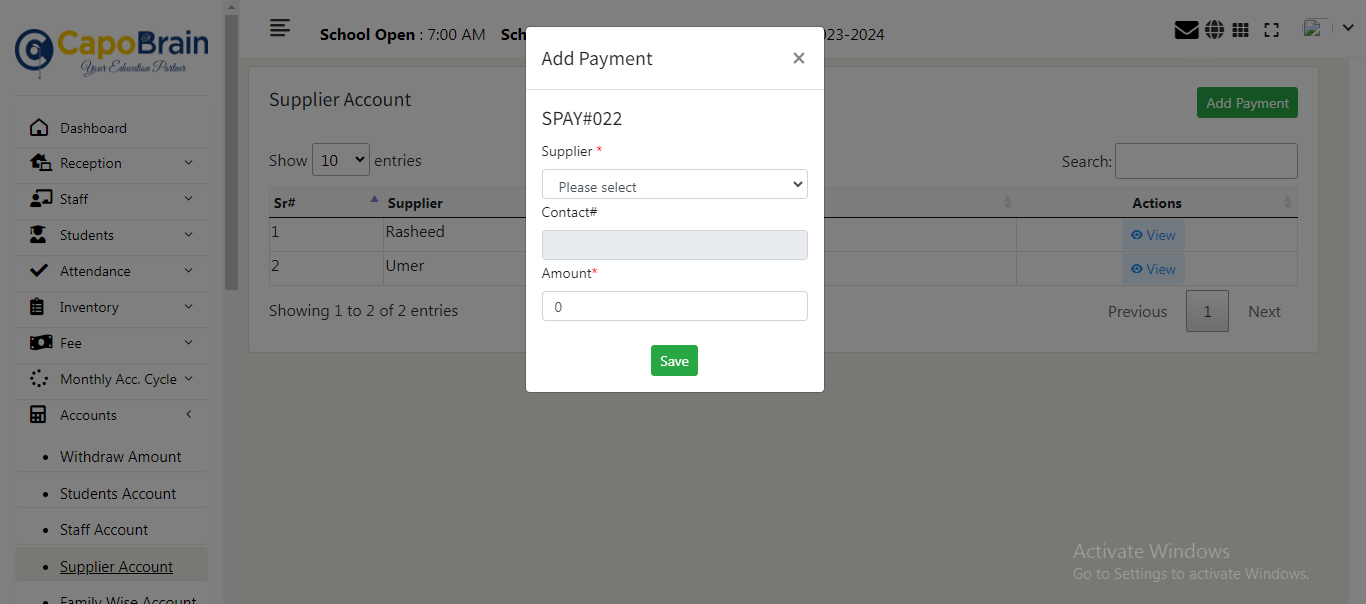 CapoBrain
Your Education Partner
Dashboard
Reception
Staff
Students
Attendance
Inventory
Fee
Monthly Acc. Cycle
Accounts
Withdraw Amount
Students Account
Staff Account
Supplier Account
Family Wise Account
School Open : 7:00 AM Sch
23-2024
Supplier Account
Add Payment
Show 10 entries
Search:
Sr# Supplier Actions
1 Rasheed View
2 Umer View
Showing 1 to 2 of 2 entries
Previous 1 Next
Add Payment ×
SPAY#022
Supplier *
Please select
Contact#
Amount*
0
Save
Activate Windows
Go to Settings to activate Windows.